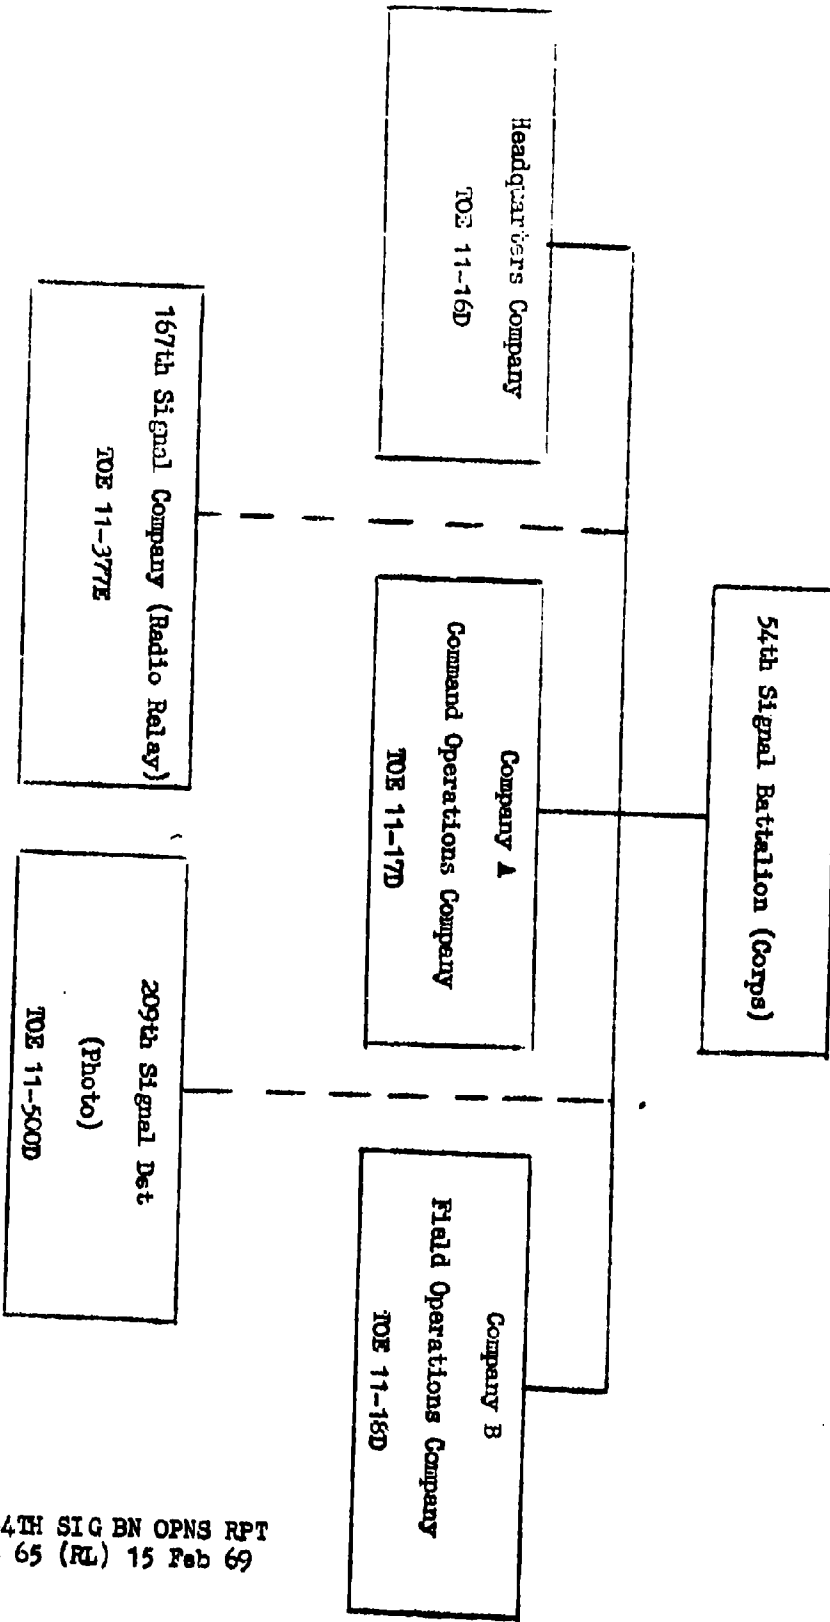 54th Signal Battalion (Corps)
Headquarters Company
TOE 11-16D
Company A
Command Operations Company
TOE 11-17D
Company B
Field Operations Company
TOE 11-18D
167th Signal Company (Radio Relay)
TOE 11-377E
209th Signal Det
(Photo)
TOE 11-500D
4TH SIG BN OPNS RPT
65 (RL) 15 Feb 69